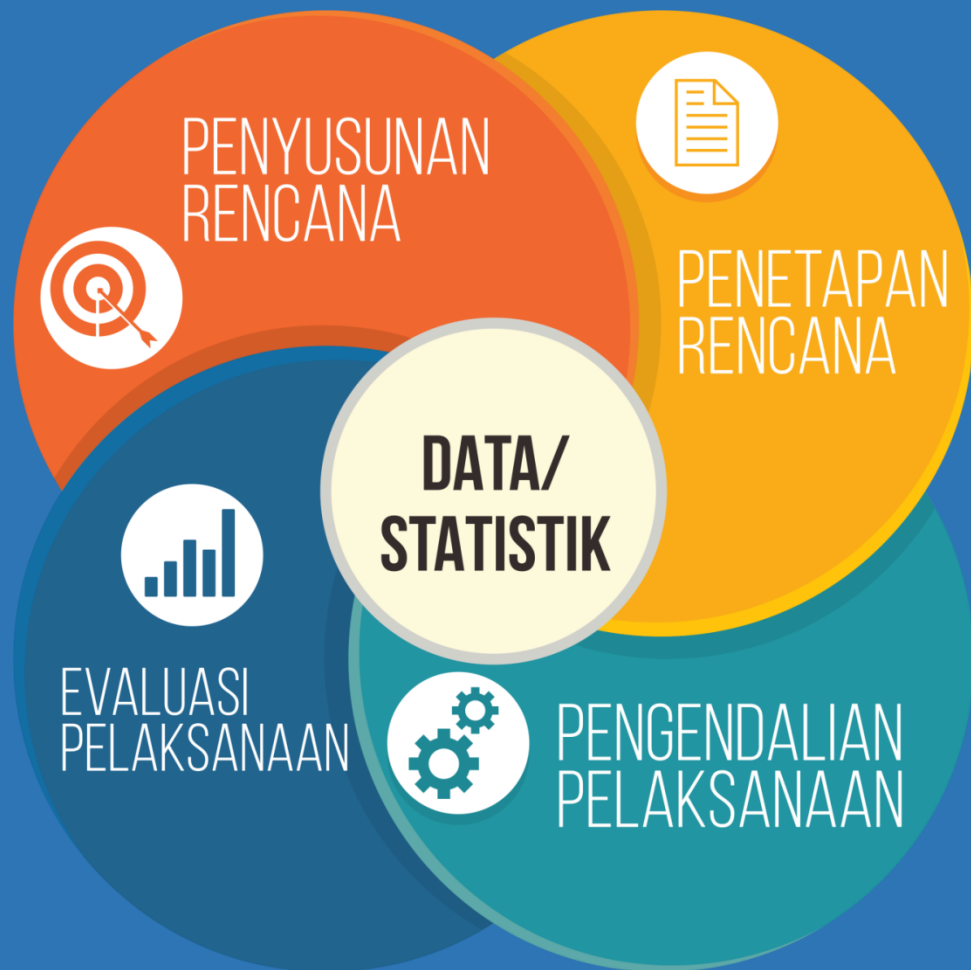 PENYUSUNAN
RENCANA
PENETAPAN
RENCANA
DATA/
STATISTIK
EVALUASI
PELAKSANAAN
PENGENDALIAN
PELAKSANAAN